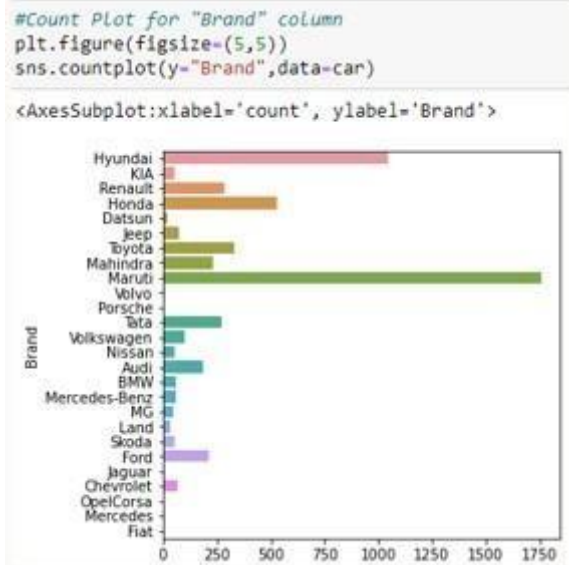 #Count Plot for "Brand" column
plt.figure(figsize=(5,5))
sns.countplot(y="Brand",data=car)
<AxesSubplot:xlabel='count', ylabel='Brand'>
Hyundai
KIA
Renault
Honda
Datsun
Jeep
Toyota
Mahindra
Maruti
Volvo
Porsche
Tata
Volkswagen
Nissan
Audi
BMW
Mercedes-Benz
MG
Land
Skoda
Ford
Jaguar
Chevrolet
OpelCorsa
Mercedes
Fiat
Brand
0 250 500 750 1000 1250 1500 1750